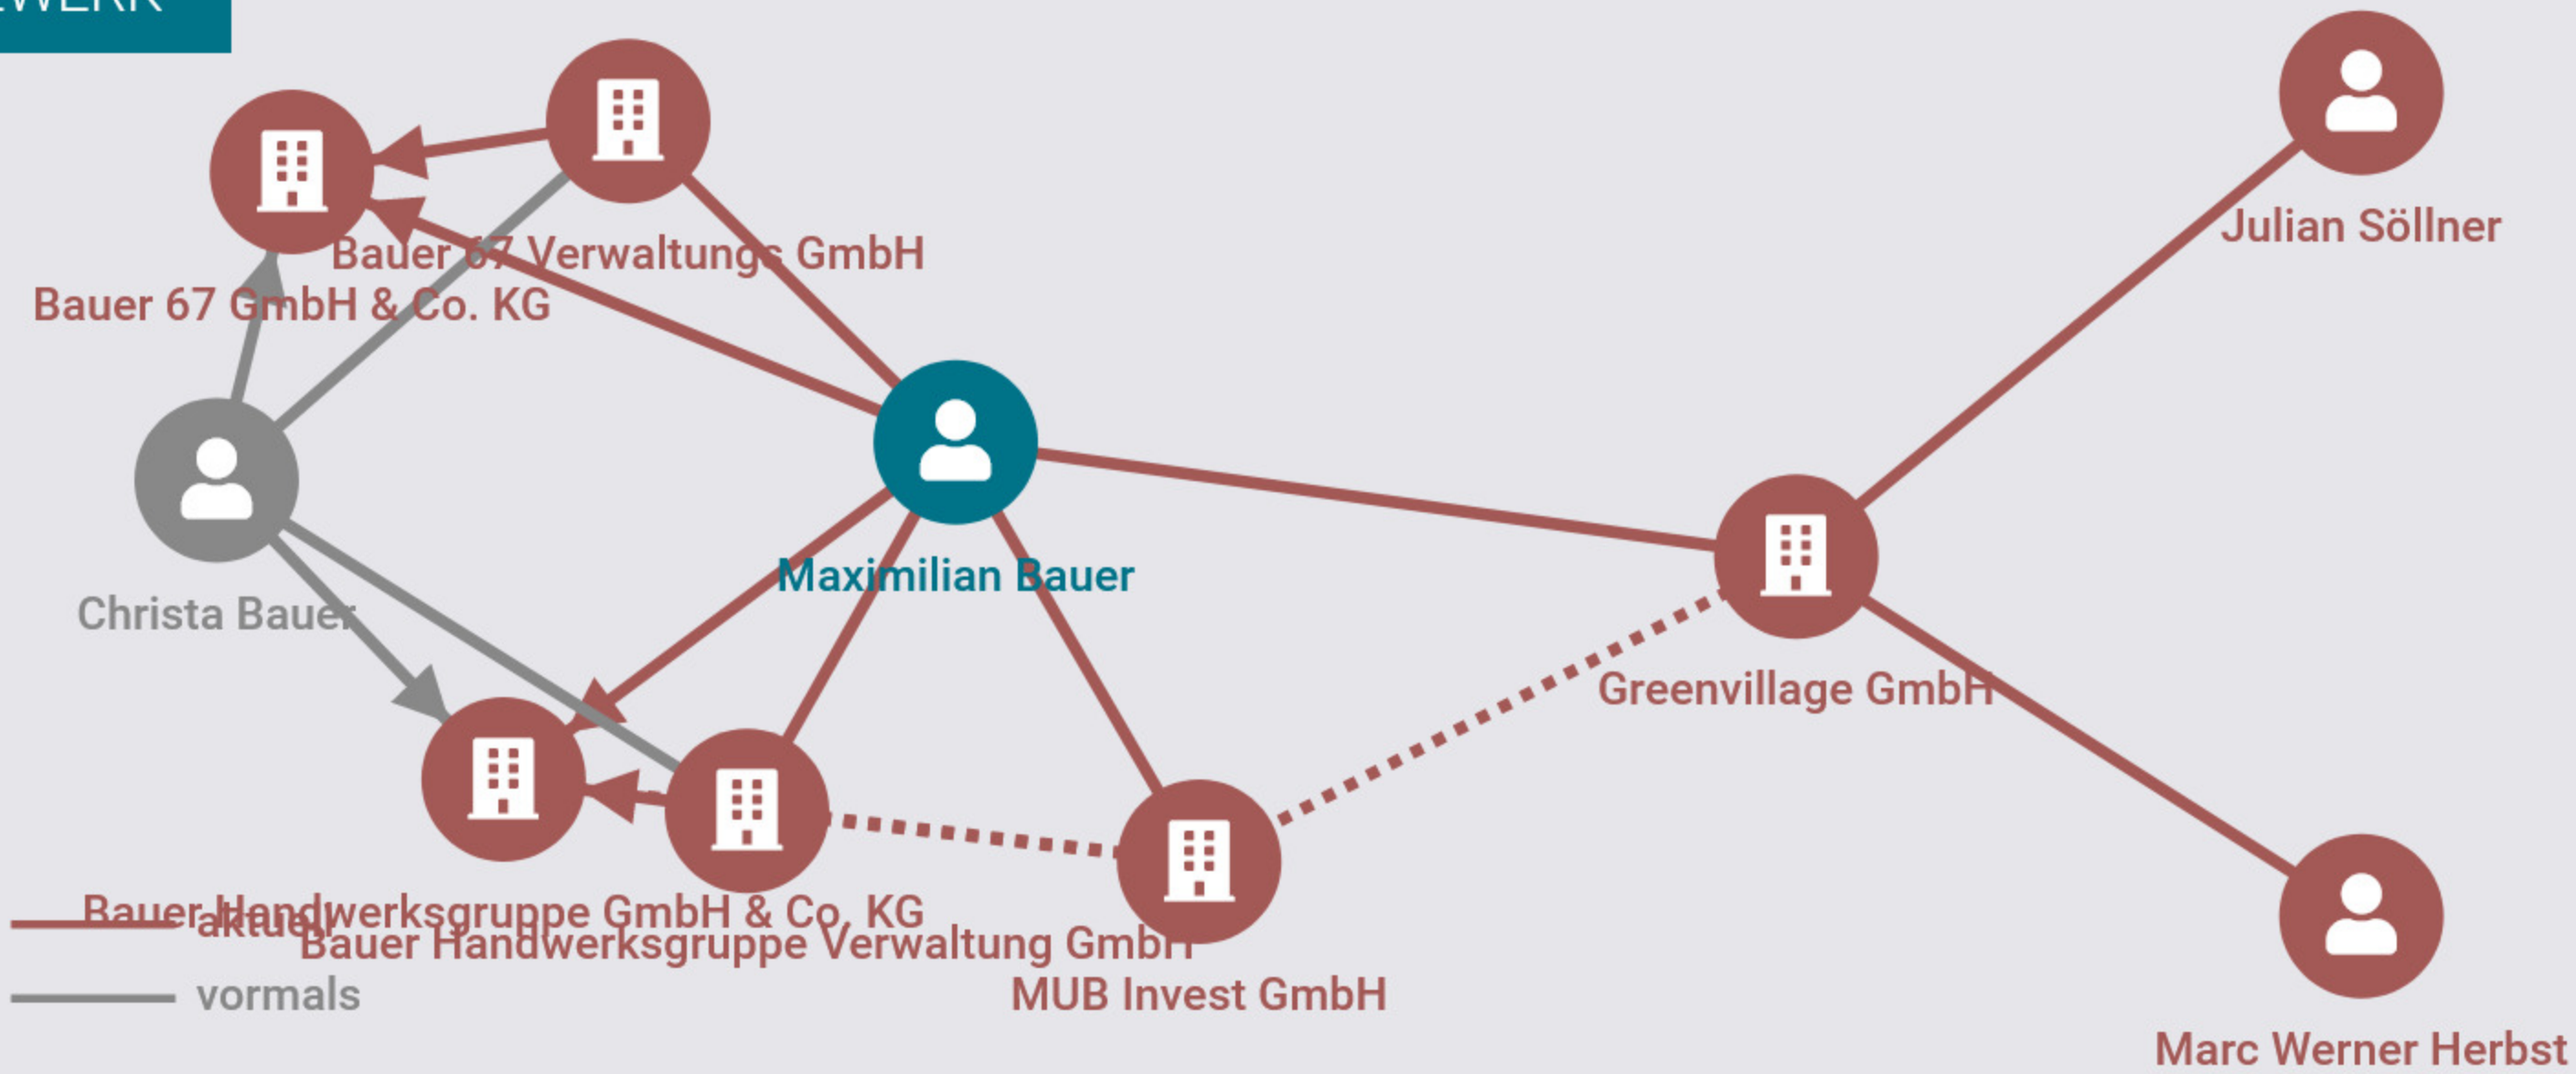 Julian Söllner
Bauer 67 Verwaltungs GmbH
Bauer 67 GmbH & Co. KG
Maximilian Bauer
Christa Bauer
Greenvillage GmbH
Bauer Handwerksgruppe GmbH & Co. KG
aktuell
Bauer Handwerksgruppe Verwaltung GmbH
MUB Invest GmbH
vormals
Marc Werner Herbst